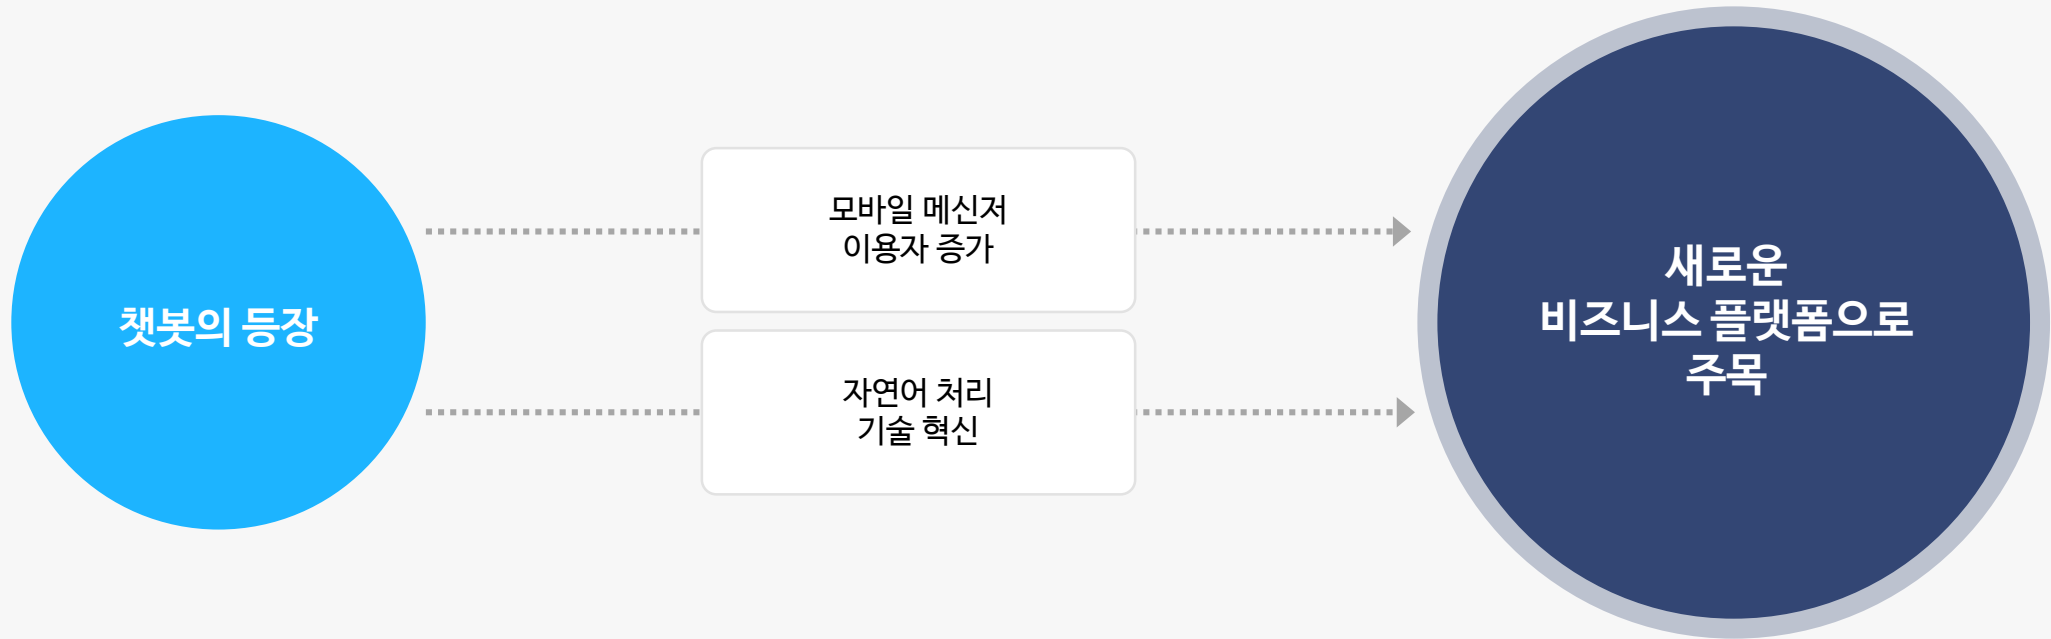 챗봇의 등장
모바일 메신저
이용자 증가
자연어 처리
기술 혁신
새로운
비즈니스 플랫폼으로
주목